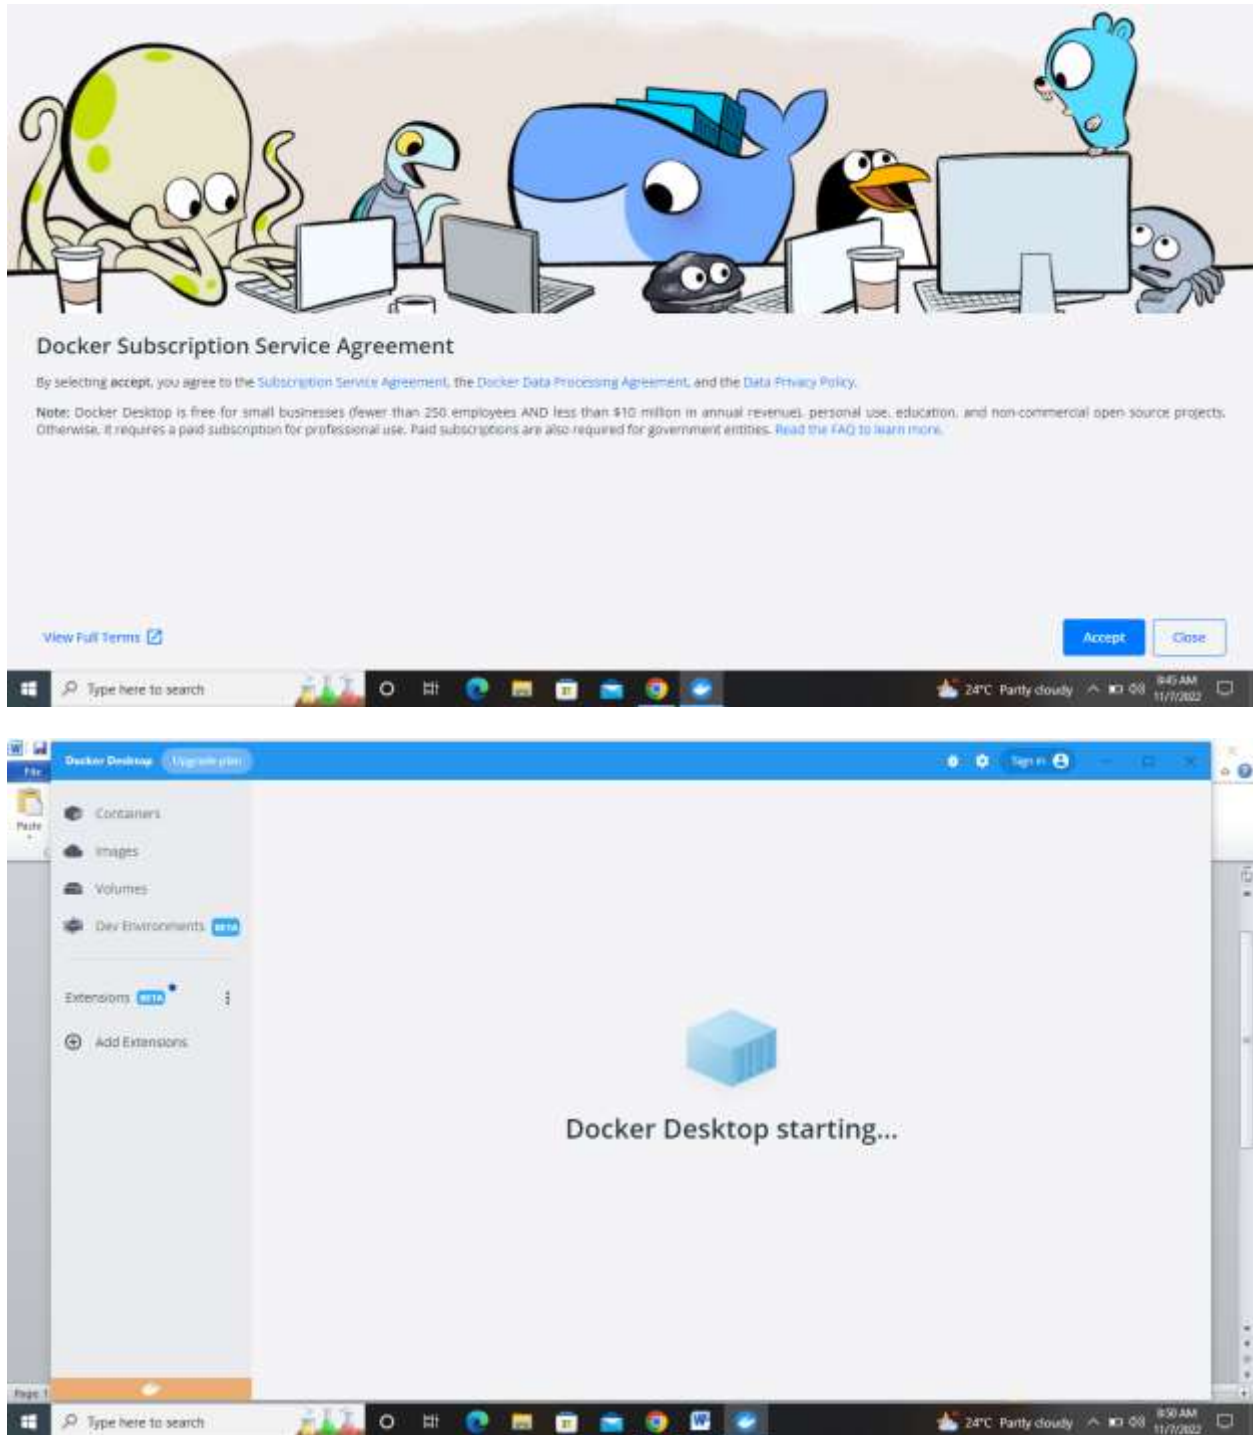 Docker Subscription Service Agreement
By selecting accept, you agree to the Subscription Service Agreement, the Docker Data Processing Agreement, and the Data Privacy Policy.
Note: Docker Desktop is free for small businesses (fewer than 250 employees AND less than $10 million in annual revenue), personal use, education, and non-commercial open source projects.
Otherwise, it requires a paid subscription for professional use. Paid subscriptions are also required for government entities. Read the FAQ to learn more.
View Full Terms
Accept
Close
Type here to search
24°C Partly cloudy
8:45 AM
11/7/2022
File
Docker Desktop
Upgrade plan
Sign in
Paste
Containers
Images
Volumes
Dev Environments BETA
Extensions BETA
Add Extensions
Docker Desktop starting...
Page: 1
Type here to search
24°C Partly cloudy
8:50 AM
11/7/2022